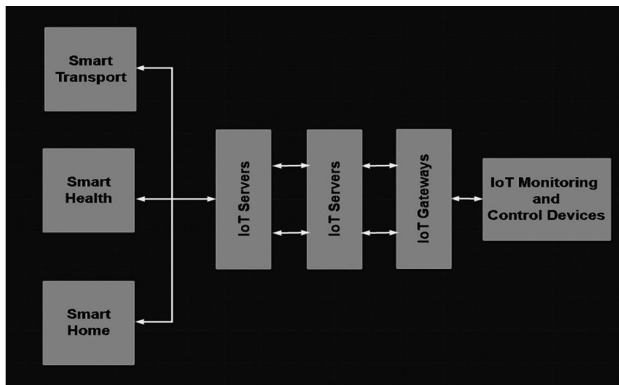 Smart
Transport
Smart
Health
Smart
Home
IoT Servers
IoT Servers
IoT Gateways
IoT Monitoring
and
Control Devices